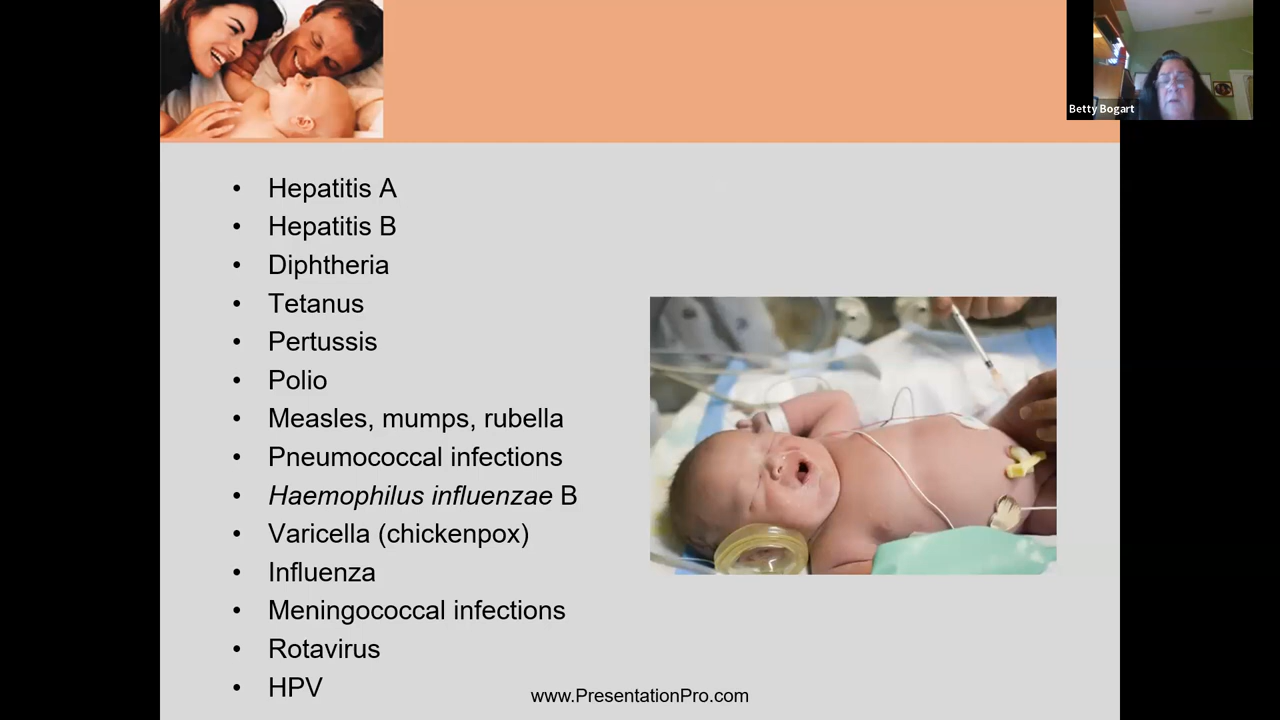 Betty Bogart
• Hepatitis A
• Hepatitis B
• Diphtheria
• Tetanus
• Pertussis
• Polio
• Measles, mumps, rubella
• Pneumococcal infections
• Haemophilus influenzae B
• Varicella (chickenpox)
• Influenza
• Meningococcal infections
• Rotavirus
• HPV
www.PresentationPro.com